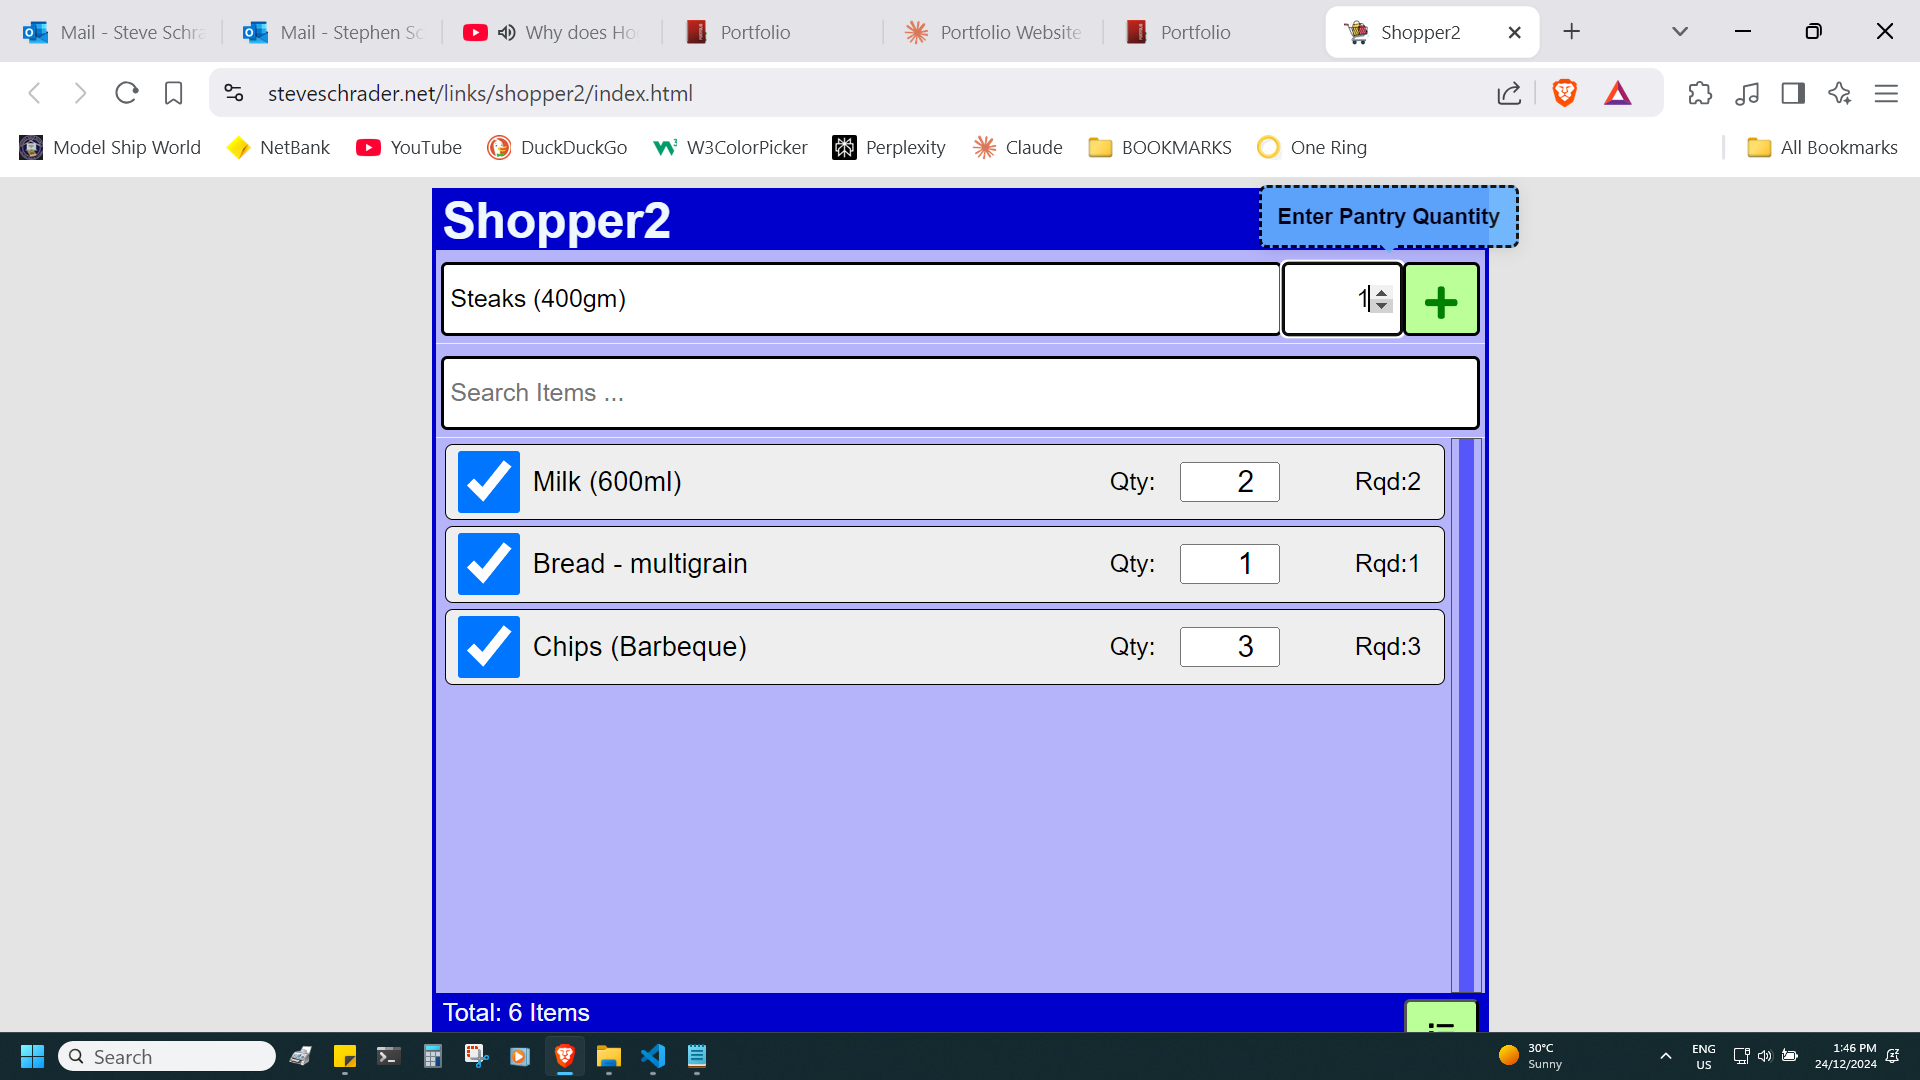 Mail - Steve Schra
Mail - Stephen Sc
Why does Ho
Portfolio
Portfolio Website
Portfolio
Shopper2
steveschrader.net/links/shopper2/index.html
Model Ship World
NetBank
YouTube
DuckDuckGo
W3ColorPicker
Perplexity
Claude
BOOKMARKS
One Ring
All Bookmarks
Shopper2
Enter Pantry Quantity
Steaks (400gm)
1
Search Items ...
Milk (600ml) Qty: 2 Rqd:2
Bread - multigrain Qty: 1 Rqd:1
Chips (Barbeque) Qty: 3 Rqd:3
Total: 6 Items
Search
30°C
Sunny
ENG
US
1:46 PM
24/12/2024